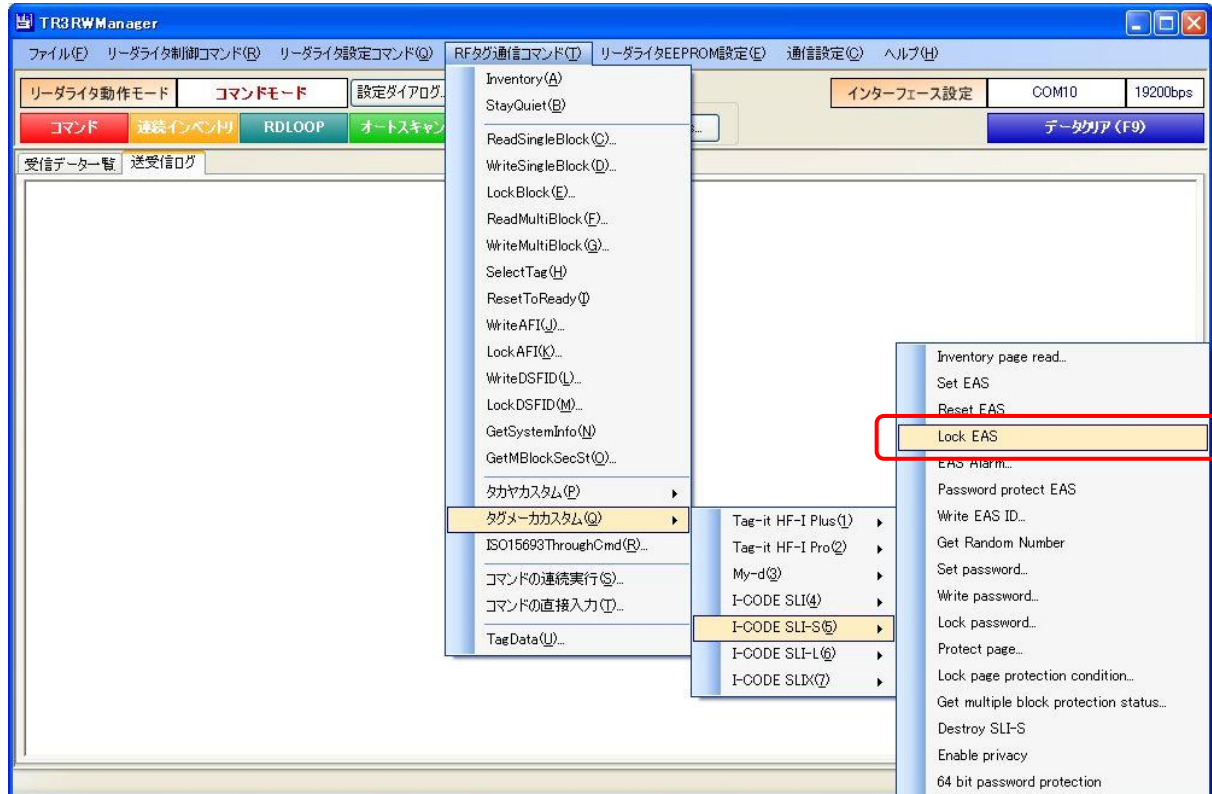 TR3RWManager
ファイル(F) リーダライタ制御コマンド(R) リーダライタ設定コマンド(Q) RFタグ通信コマンド(T) リーダライタEEPROM設定(E) 通信設定(C) ヘルプ(H)
リーダライタ動作モード コマンドモード 設定ダイアログ... インターフェース設定 COM10 19200bps
コマンド 連続インベントリ RDLOOP オートスキャン データクリア(F9)
受信データ一覧 送受信ログ
Inventory(A)
StayQuiet(B)
ReadSingleBlock(C)...
WriteSingleBlock(D)...
LockBlock(E)...
ReadMultiBlock(F)...
WriteMultiBlock(G)...
SelectTag(H)
ResetToReady(I)
WriteAFI(J)...
LockAFI(K)...
WriteDSFID(L)...
LockDSFID(M)...
GetSystemInfo(N)
GetMBlockSecSt(O)...
タカヤカスタム(P)
タグメーカカスタム(Q)
ISO15693ThroughCmd(R)...
コマンドの連続実行(S)...
コマンドの直接入力(T)...
TagData(U)...
Tag-it HF-I Plus(1)
Tag-it HF-I Pro(2)
My-d(3)
I-CODE SLI(4)
I-CODE SLI-S(5)
I-CODE SLI-L(6)
I-CODE SLIX(7)
Inventory page read...
Set EAS
Reset EAS
Lock EAS
EAS Alarm...
Password protect EAS
Write EAS ID...
Get Random Number
Set password...
Write password...
Lock password...
Protect page...
Lock page protection condition...
Get multiple block protection status...
Destroy SLI-S
Enable privacy
64 bit password protection